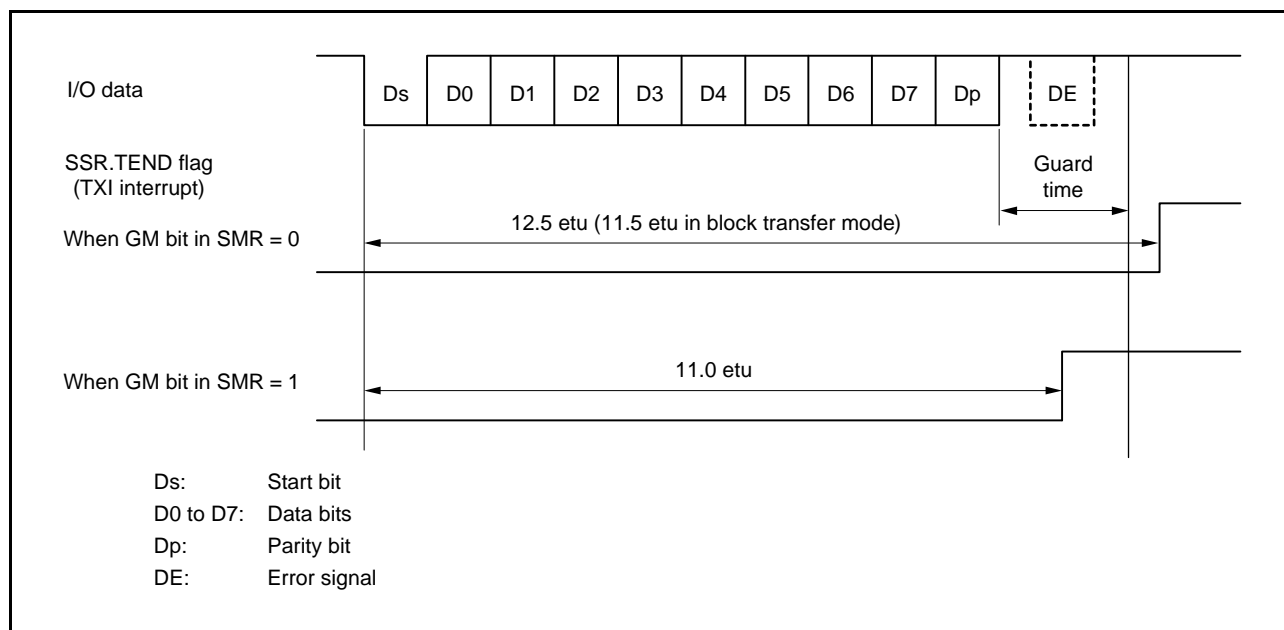 I/O data
Ds D0 D1 D2 D3 D4 D5 D6 D7 Dp DE
SSR.TEND flag
(TXI interrupt)
Guard
time
When GM bit in SMR = 0
12.5 etu (11.5 etu in block transfer mode)
When GM bit in SMR = 1
11.0 etu
Ds: Start bit
D0 to D7: Data bits
Dp: Parity bit
DE: Error signal